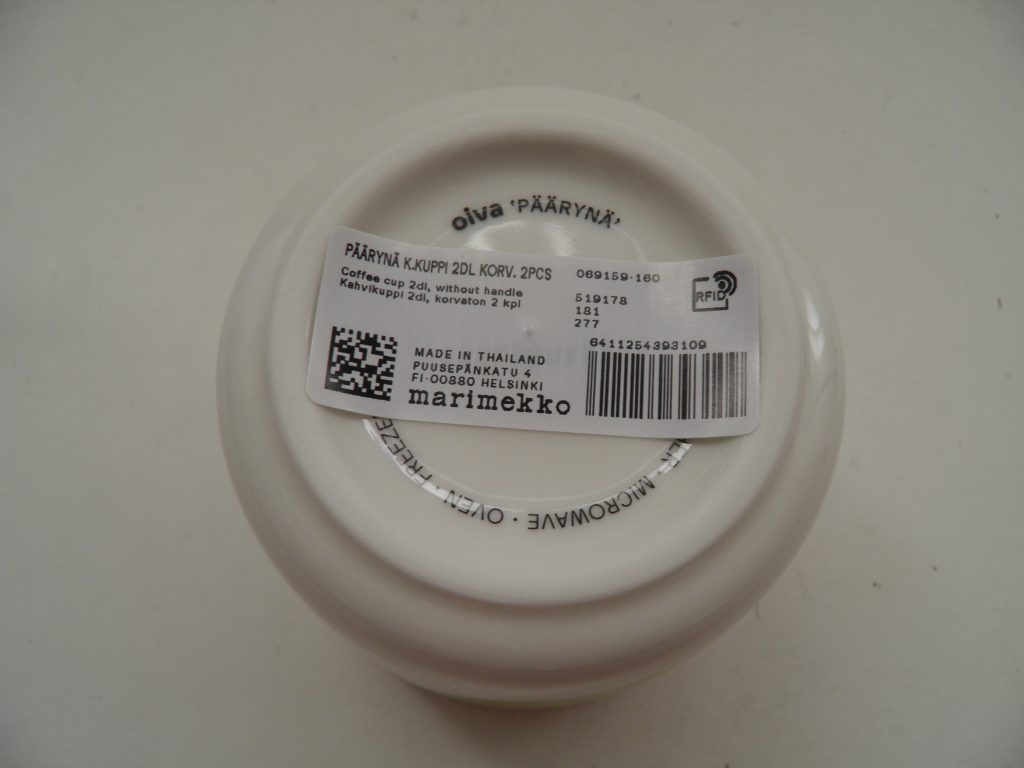 oiva 'PÄÄRYNÄ'
PÄÄRYNÄ K.KUPPI 2DL KORV. 2PCS
Coffee cup 2dl, without handle
Kahvikuppi 2dl, korvaton 2 kpl
069159-160
519178
181
277
RFID
6411254393109
MADE IN THAILAND
PUUSEPÄNKATU 4
FI-00880 HELSINKI
marimekko
· MICROWAVE · OVEN ·